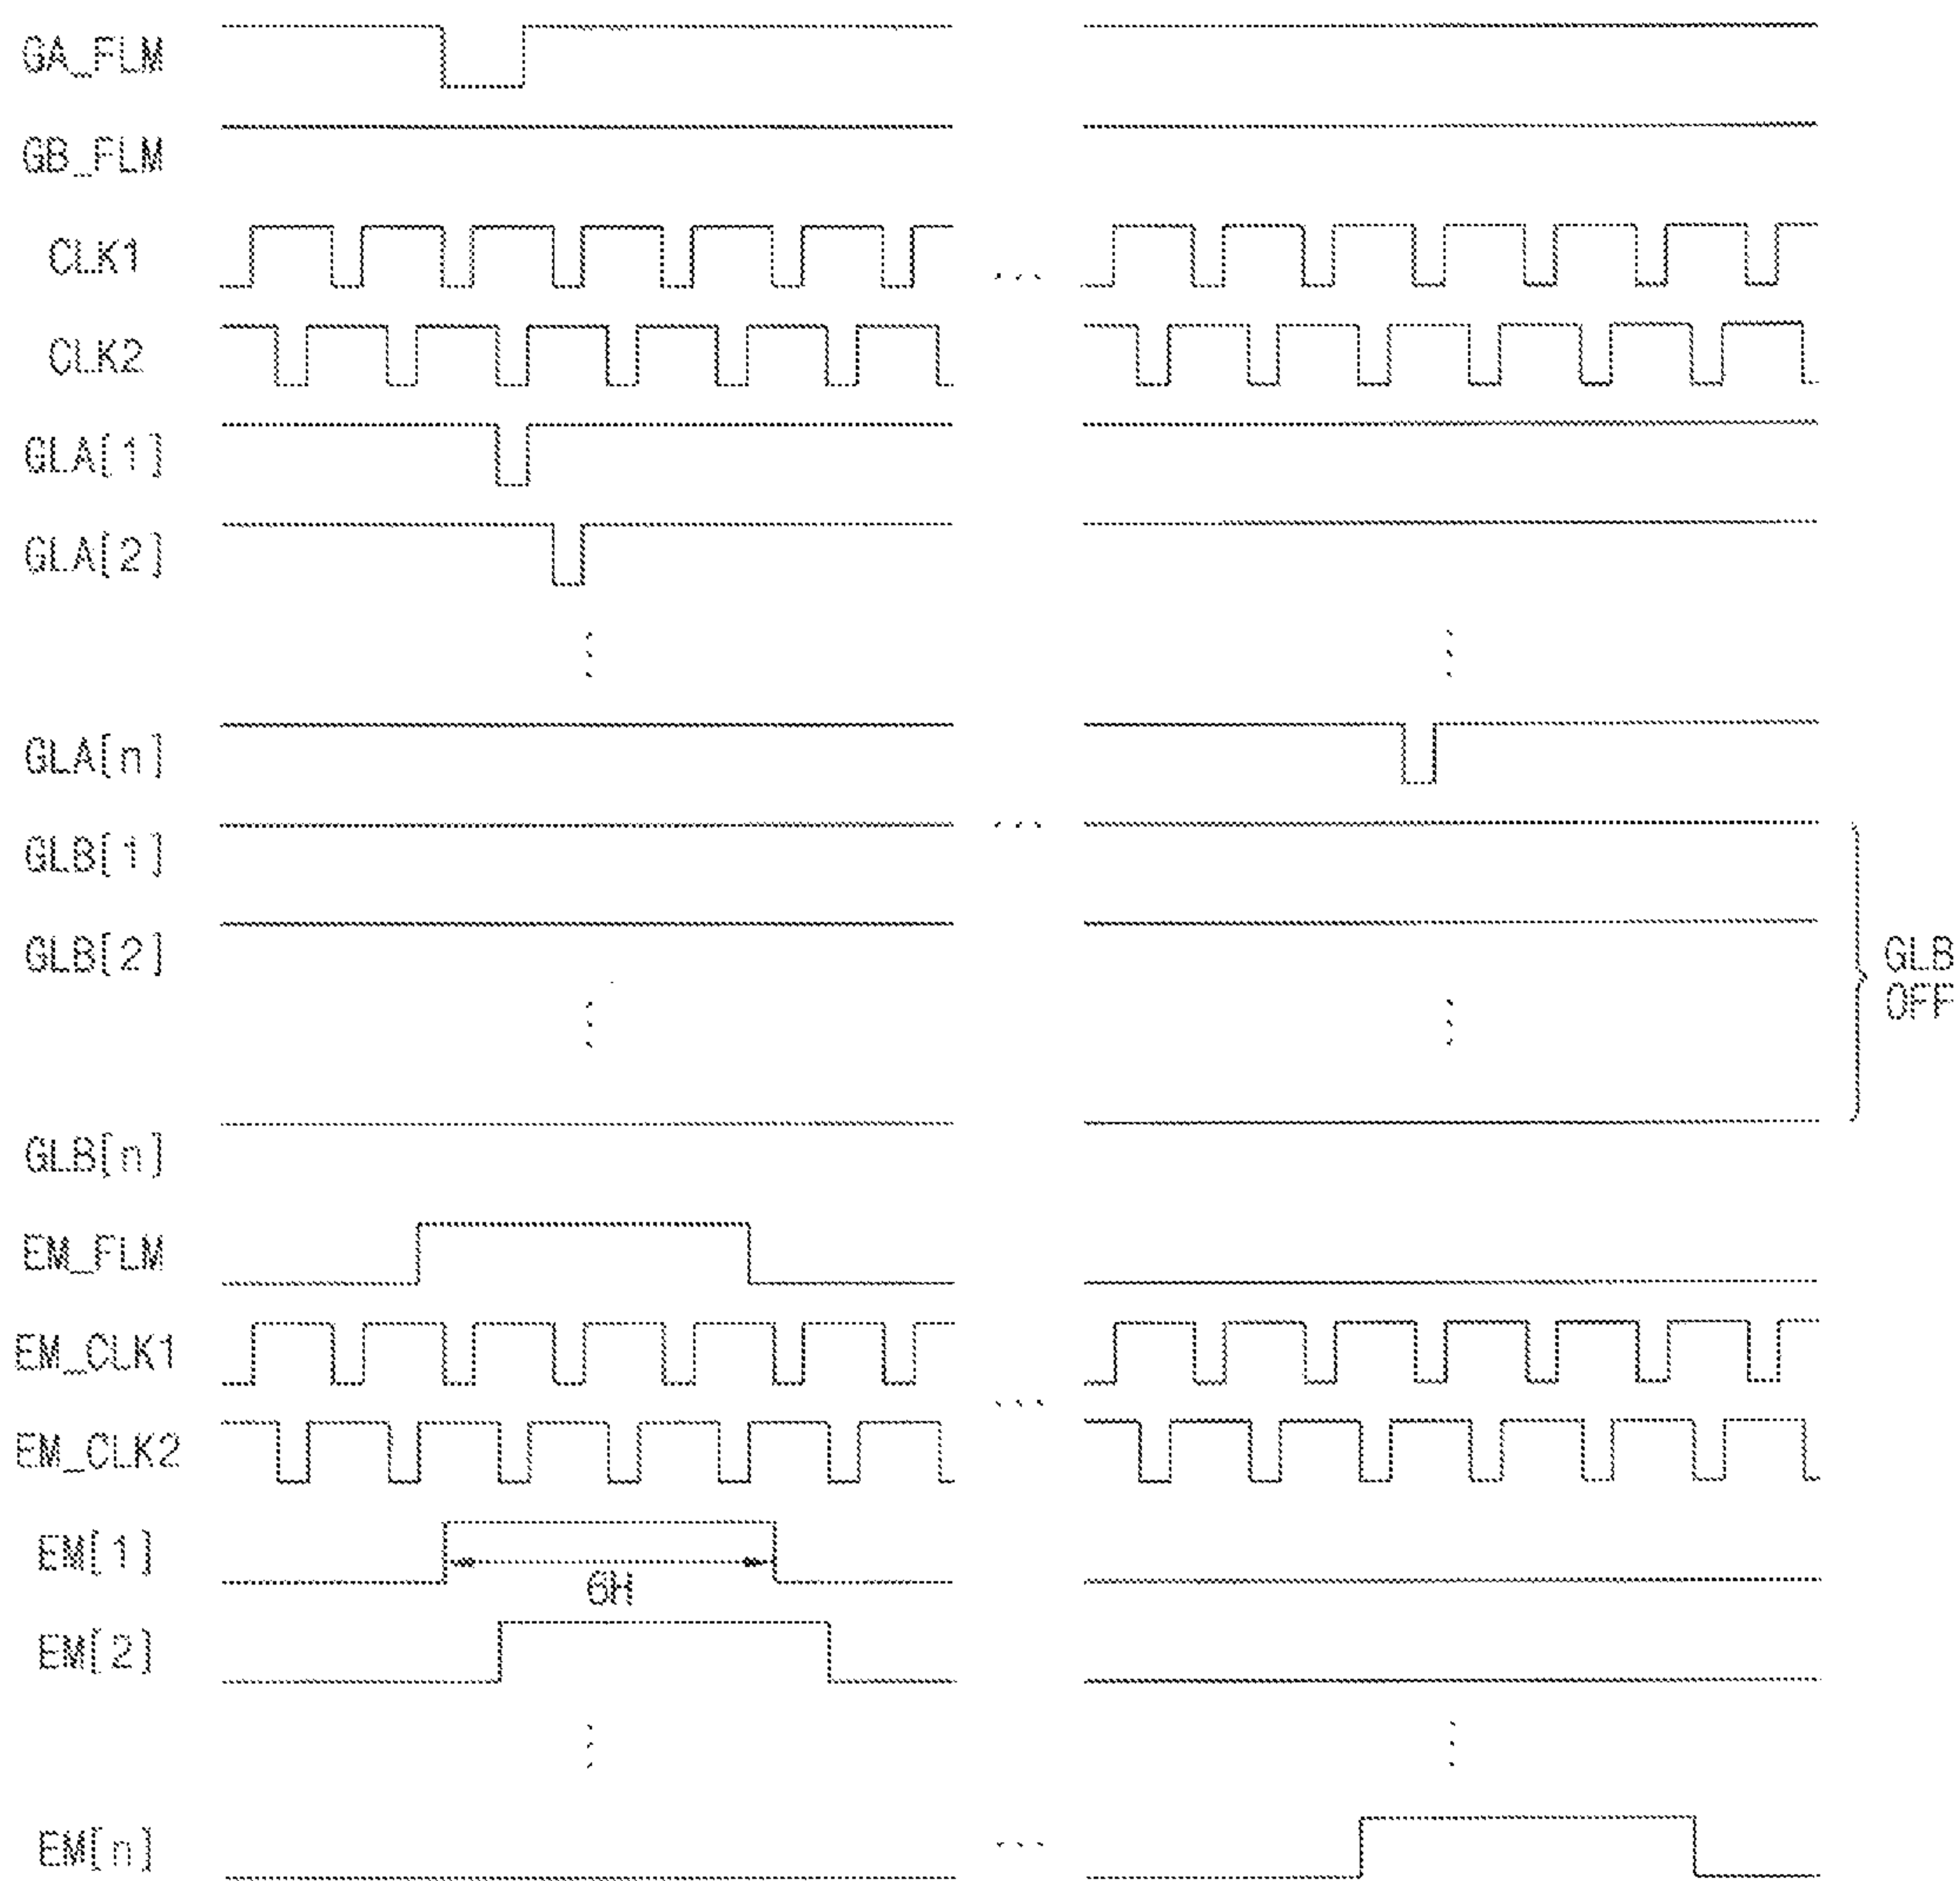 GA_FLM
GB_FLM
CLK1
...
CLK2
GLA[1]
GLA[2]
GLA[n]
GLB[1]
...
GLB[2]
GLB
OFF
GLB[n]
EM_FLM
EM_CLK1
...
EM_CLK2
EM[1]
6H
EM[2]
EM[n]
...